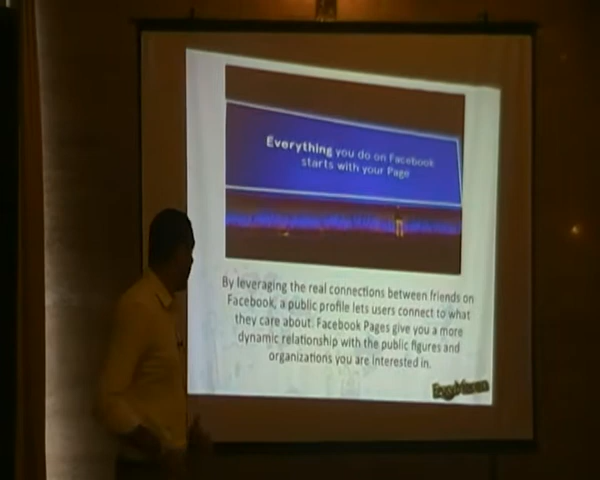 Everything you do on Facebook
starts with your Page
By leveraging the real connections between friends on
Facebook, a public profile lets users connect to what
they care about. Facebook Pages give you a more
dynamic relationship with the public figures and
organizations you are interested in.